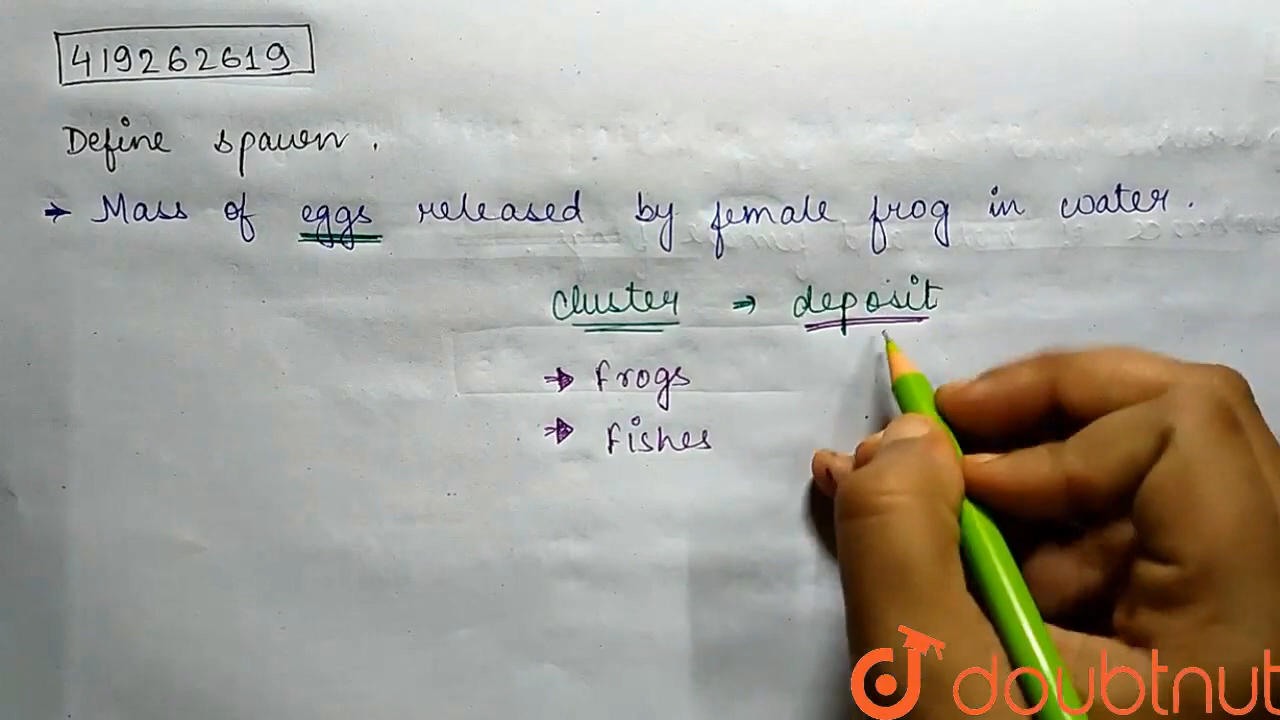 419262619
Define spawn.
→ Mass of eggs released by female frog in water.
cluster → deposit
→ frogs
→ fishes
doubtnut